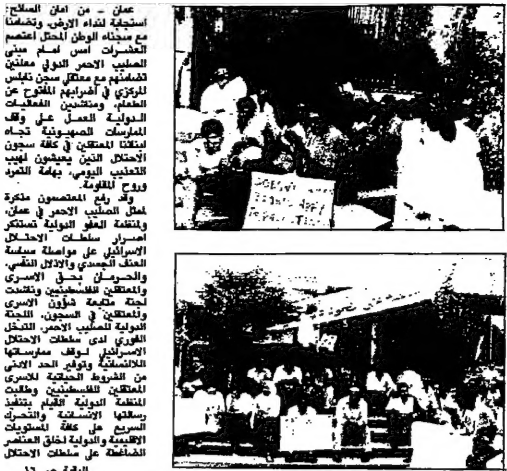 عمان - من امان السائح:
استجابة لنداء الارض، وتضامنا
مع سجناء الوطن المحتل اعتصم
العشرات امس امام مبنى
الصليب الاحمر الدولي معلنين
تضامنهم مع معتقلي سجن نابلس
المركزي في اضرابهم المفتوح عن
الطعام، ومناشدين الفعاليات
الدولية العمل على وقف
الممارسات الصهيونية تجاه
ابنائنا المعتقلين في كافة سجون
الاحتلال الذين يعيشون لهيب
التعذيب اليومي، بهامة التمرد
وروح المقاومة.
وقد رفع المعتصمون مذكرة
لممثل الصليب الاحمر في عمان،
ولمنظمة العفو الدولية تستنكر
اصرار سلطات الاحتلال
الاسرائيلي على مواصلة سياسة
العنف الجسدي والاذلال النفسي،
والحرمان بحق الاسرى
والمعتقلين الفلسطينيين وناشدت
لجنة متابعة شؤون الاسرى
والمعتقلين في السجون، اللجنة
الدولية للصليب الاحمر، التدخل
الفوري لدى سلطات الاحتلال
الاسرائيلي لوقف ممارساتها
اللاانسانية وتوفير الحد الادنى
من الشروط الحياتية للاسرى
المعتقلين الفلسطينيين وطالبت
المنظمة الدولية القيام بتنفيذ
رسالتها الانسانية والتحرك
السريع على كافة المستويات
الاقليمية والدولية لخلق العناصر
الضاغطة على سلطات الاحتلال